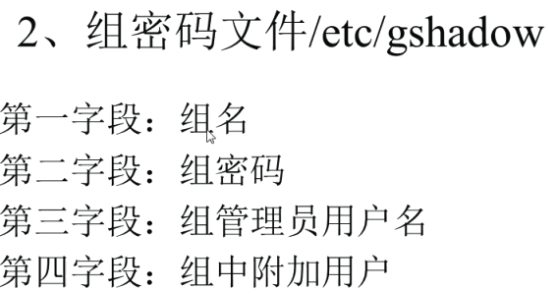 2、组密码文件/etc/gshadow
第一字段：组名
第二字段：组密码
第三字段：组管理员用户名
第四字段：组中附加用户